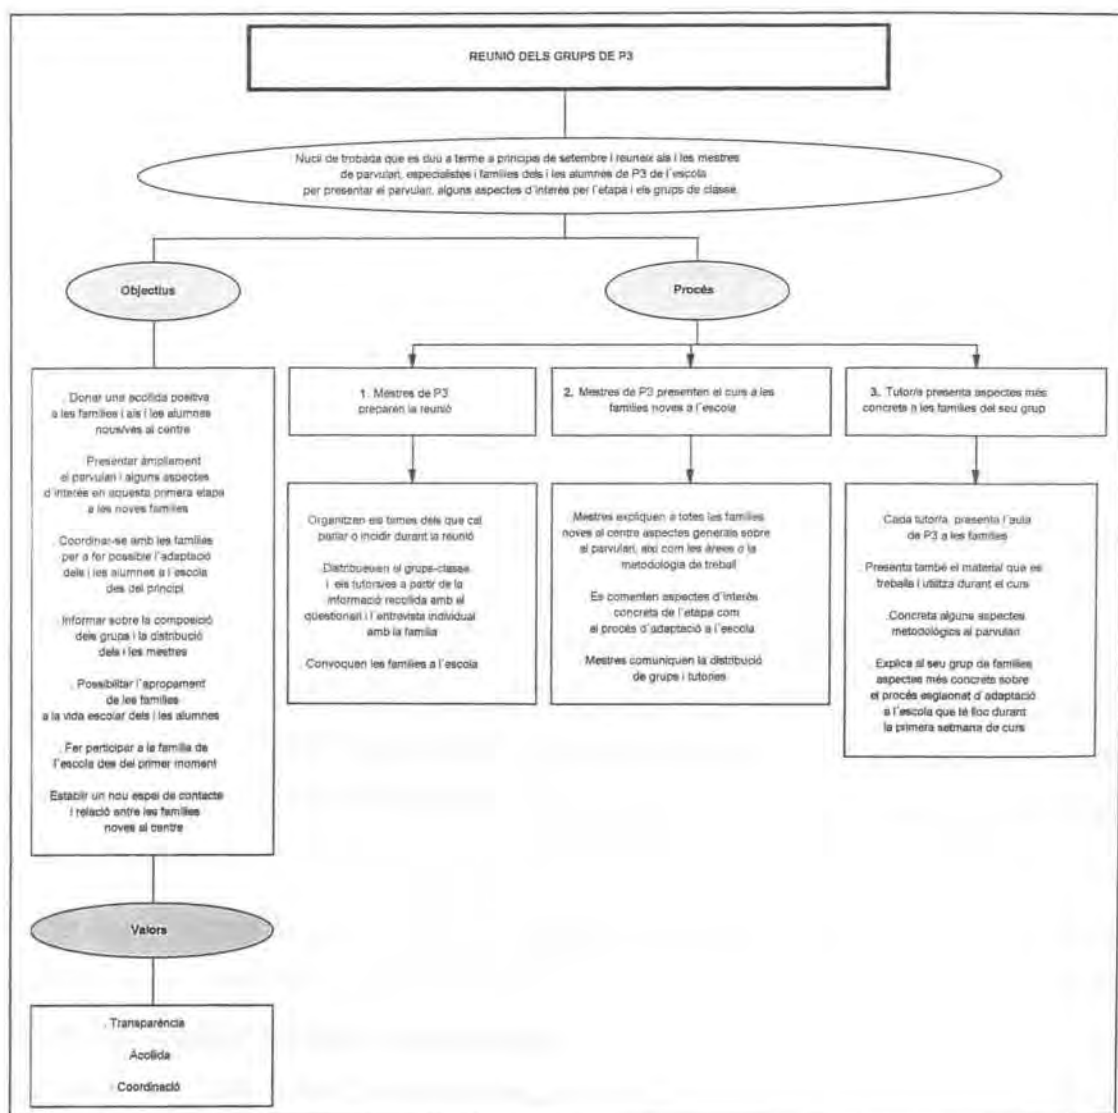 REUNIÓ DELS GRUPS DE P3
Nucli de trobada que es duu a terme a principi de setembre i reuneix als i les mestres
de parvulari, especialistes i famílies dels i les alumnes de P3 de l´escola
per presentar el parvulari, alguns aspectes d´interès per l´etapa i els grups de classe.
Objectius
. Donar una acollida positiva
a les famílies i als i les alumnes
nous/ves al centre
. Presentar àmpliament
el parvulari i alguns aspectes
d´interès en aquesta primera etapa
a les noves famílies
. Coordinar-se amb les famílies
per a fer possible l´adaptació
dels i les alumnes a l´escola
des del principi
. Informar sobre la composició
dels grups i la distribució
dels i les mestres
. Possibilitar l´apropament
de les famílies
a la vida escolar dels i les alumnes
. Fer participar a la família de
l´escola des del primer moment
. Establir un nou espai de contacte
i relació entre les famílies
noves al centre
Valors
. Transparència
. Acollida
. Coordinació
Procés
1. Mestres de P3
preparen la reunió
Organitzen els temes dels que cal
parlar o incidir durant la reunió
. Distribueixen el grups-classe
i els tutors/ves a partir de la
informació recollida amb el
qüestionari i l´entrevista individual
amb la família
. Convoquen les famílies a l´escola
2. Mestres de P3 presenten el curs a les
famílies noves a l´escola
Mestres expliquen a totes les famílies
noves al centre aspectes generals sobre
el parvulari, així com les àrees o la
metodologia de treball
. Es comenten aspectes d´interès
concrets de l´etapa com
el procés d´adaptació a l´escola
. Mestres comuniquen la distribució
de grups i tutories
3. Tutor/a presenta aspectes més
concrets a les famílies del seu grup
. Cada tutor/a, presenta l´aula
de P3 a les famílies
. Presenta també el material que es
treballa i utilitza durant el curs
. Concreta alguns aspectes
metodològics al parvulari
. Explica al seu grup de famílies
aspectes més concrets sobre
el procés esglaonat d´adaptació
a l´escola que té lloc durant
la primera setmana de curs